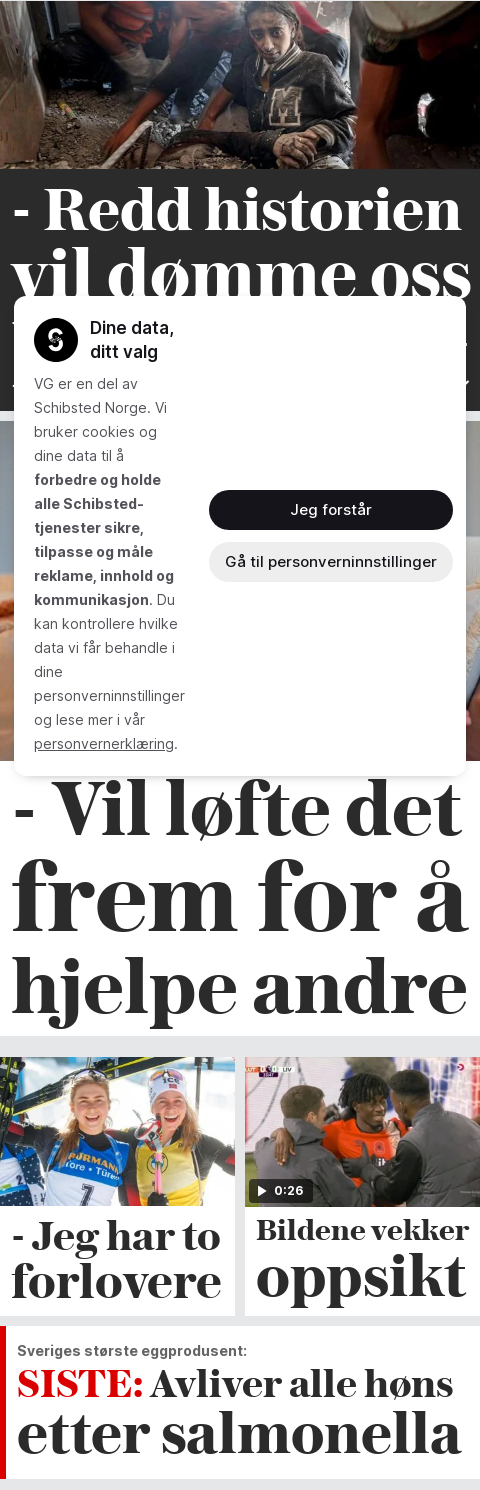 - Redd historien
vil dømme oss
Dine data,
ditt valg
VG er en del av
Schibsted Norge. Vi
bruker cookies og
dine data til å
forbedre og holde
alle Schibsted-
tjenester sikre,
tilpasse og måle
reklame, innhold og
kommunikasjon. Du
kan kontrollere hvilke
data vi får behandle i
dine
personverninnstillinger
og lese mer i vår
personvernerklæring.
Jeg forstår
Gå til personverninnstillinger
- Vil løfte det
frem for å
hjelpe andre
- Jeg har to
forlovere
0:26
Bildene vekker
oppsikt
Sveriges største eggprodusent:
SISTE: Avliver alle høns
etter salmonella